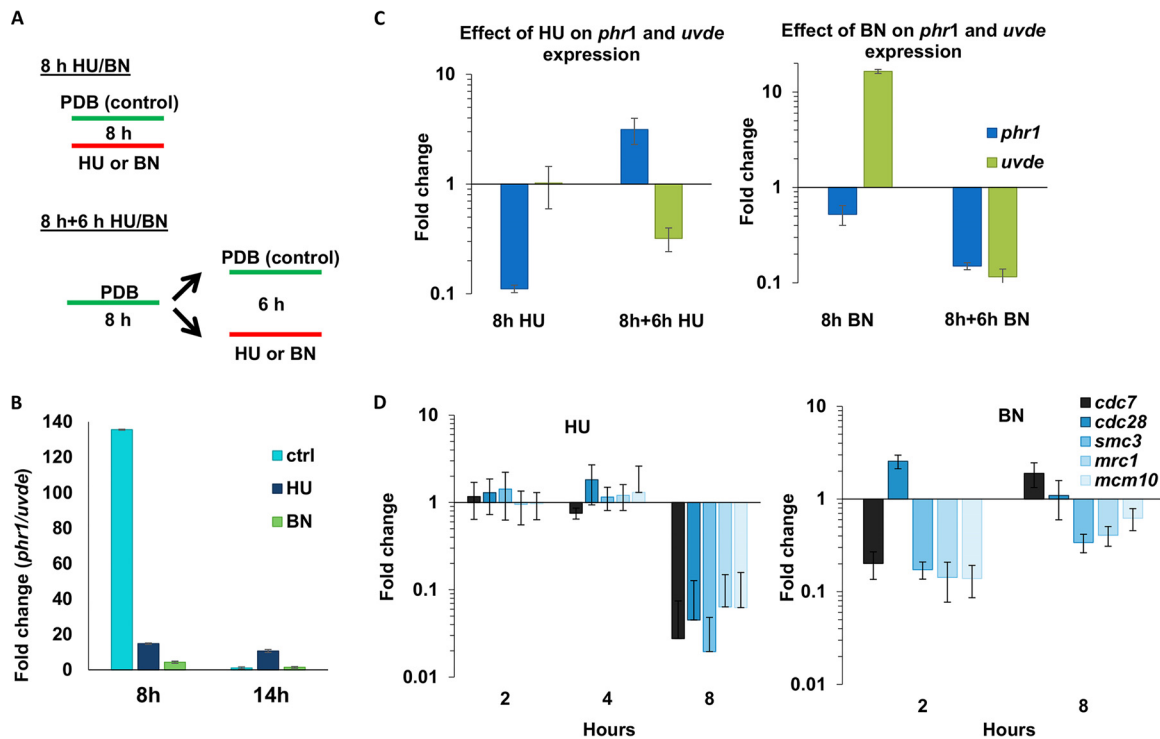 A
8 h HU/BN
PDB (control)
8 h
HU or BN
8 h+6 h HU/BN
PDB
8 h
PDB (control)
6 h
HU or BN
B
Fold change (phr1/uvde)
140
120
100
80
60
40
20
0
ctrl
HU
BN
8h
14h
C
Effect of HU on phr1 and uvde
expression
Fold change
10
1
0.1
8h HU
8h+6h HU
Effect of BN on phr1 and uvde
expression
Fold change
10
1
0.1
phr1
uvde
8h BN
8h+6h BN
D
HU
Fold change
10
1
0.1
0.01
2
4
8
Hours
BN
Fold change
10
1
0.1
0.01
cdc7
cdc28
smc3
mrc1
mcm10
2
8
Hours